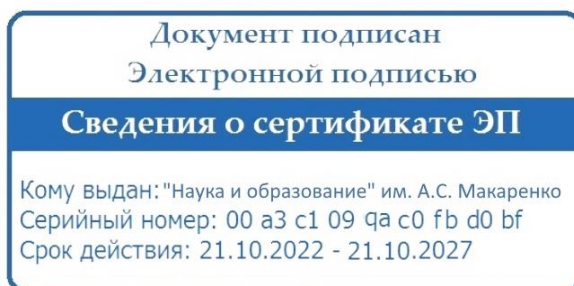 Документ подписан
Электронной подписью
Сведения о сертификате ЭП
Кому выдан:"Наука и образование" им. А.С. Макаренко
Серийный номер: 00 a3 c1 09 qa c0 fb d0 bf
Срок действия: 21.10.2022 - 21.10.2027